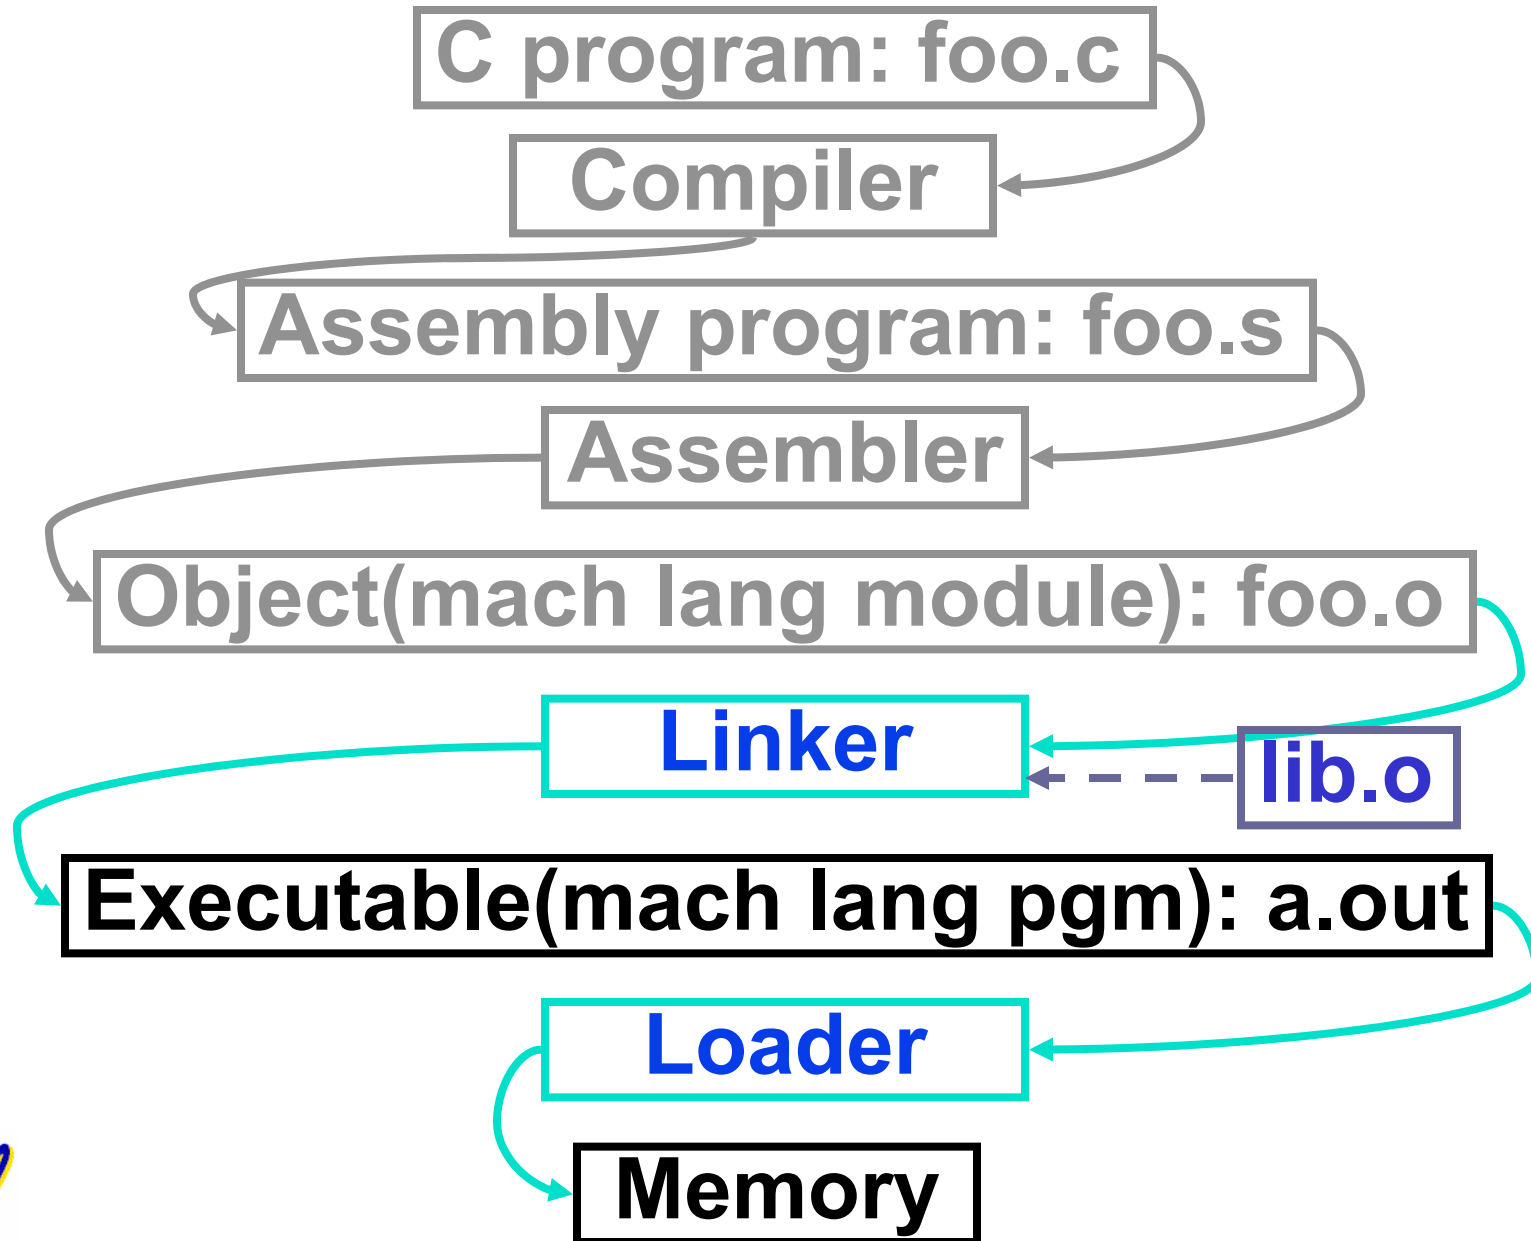 C program: foo.c
Compiler
Assembly program: foo.s
Assembler
Object(mach lang module): foo.o
Linker
lib.o
Executable(mach lang pgm): a.out
Loader
Memory